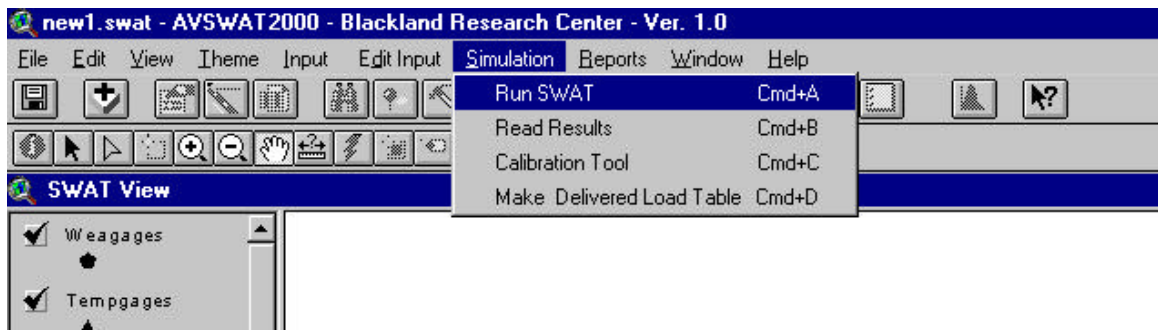 new1.swat - AVSWAT2000 - Blackland Research Center - Ver. 1.0
File Edit View Theme Input Edit Input Simulation Reports Window Help
Run SWAT Cmd+A
Read Results Cmd+B
Calibration Tool Cmd+C
Make Delivered Load Table Cmd+D
SWAT View
Weagages
Tempgages